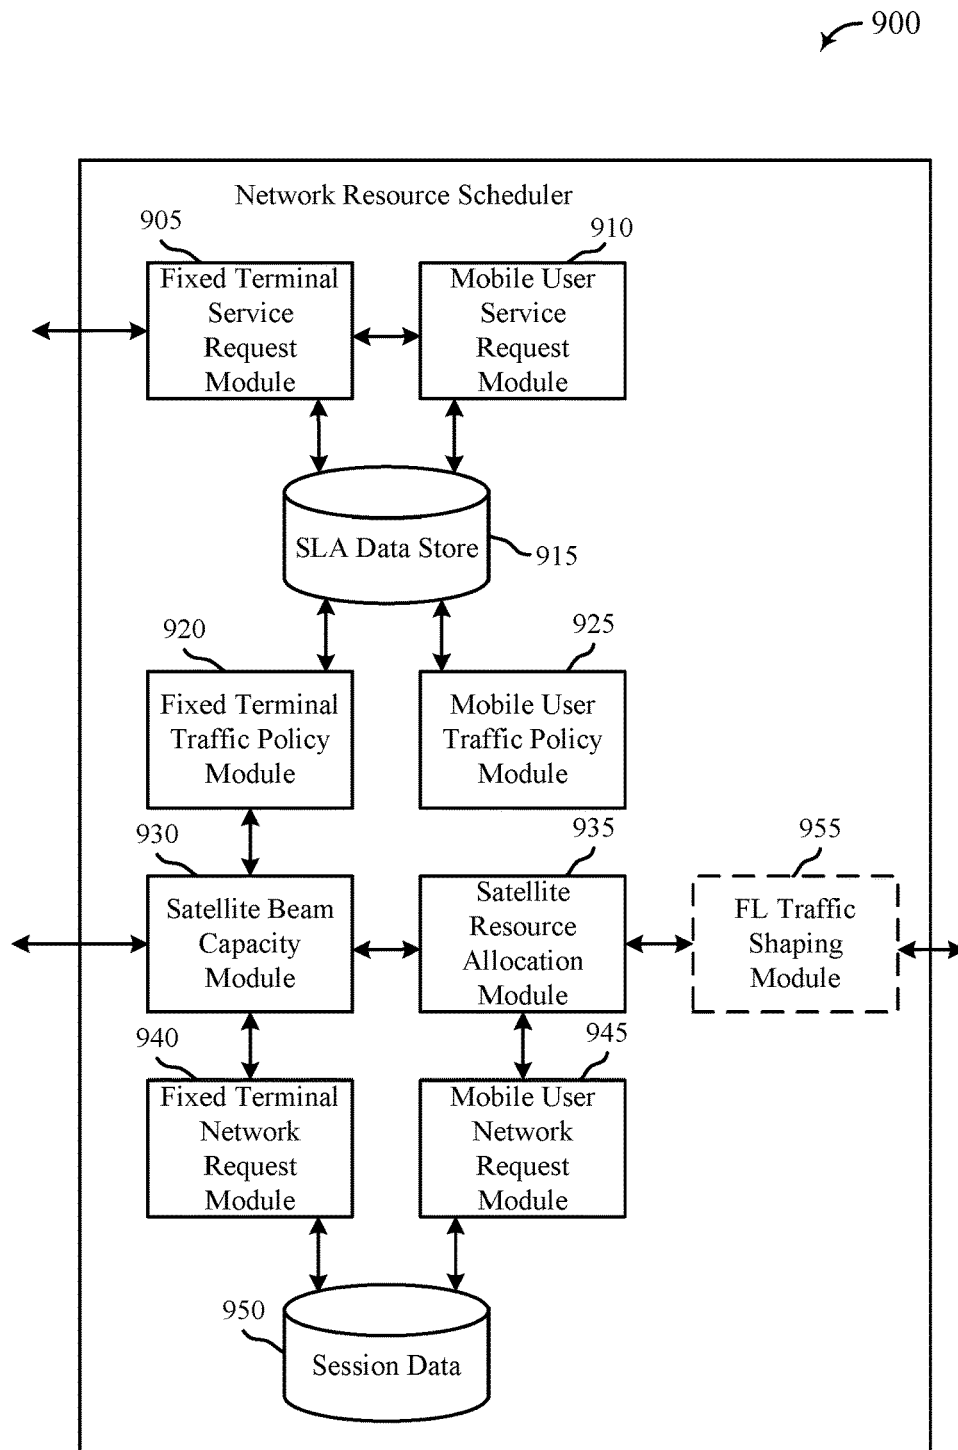 900
Network Resource Scheduler
905
910
Fixed Terminal
Service
Request
Module
Mobile User
Service
Request
Module
SLA Data Store
915
920
925
Fixed Terminal
Traffic Policy
Module
Mobile User
Traffic Policy
Module
930
935
955
Satellite Beam
Capacity
Module
Satellite
Resource
Allocation
Module
FL Traffic
Shaping
Module
940
945
Fixed Terminal
Network
Request
Module
Mobile User
Network
Request
Module
950
Session Data